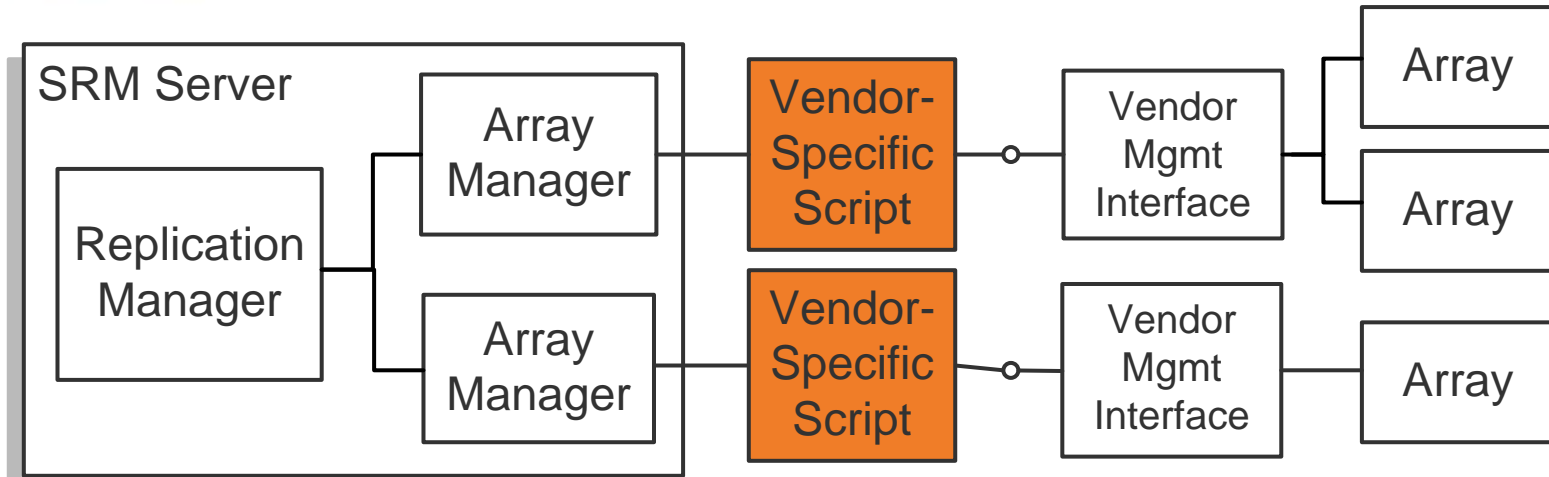 SRM Server
Replication
Manager
Array
Manager
Array
Manager
Vendor-
Specific
Script
Vendor-
Specific
Script
Vendor
Mgmt
Interface
Vendor
Mgmt
Interface
Array
Array
Array